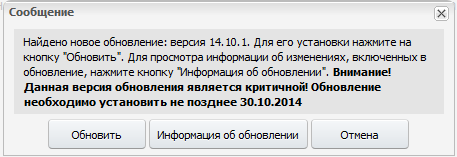 Сообщение
Найдено новое обновление: версия 14.10.1. Для его установки нажмите на
кнопку "Обновить". Для просмотра информации об изменениях, включенных в
обновление, нажмите кнопку "Информация об обновлении". Внимание!
Данная версия обновления является критичной! Обновление
необходимо установить не позднее 30.10.2014
Обновить Информация об обновлении Отмена